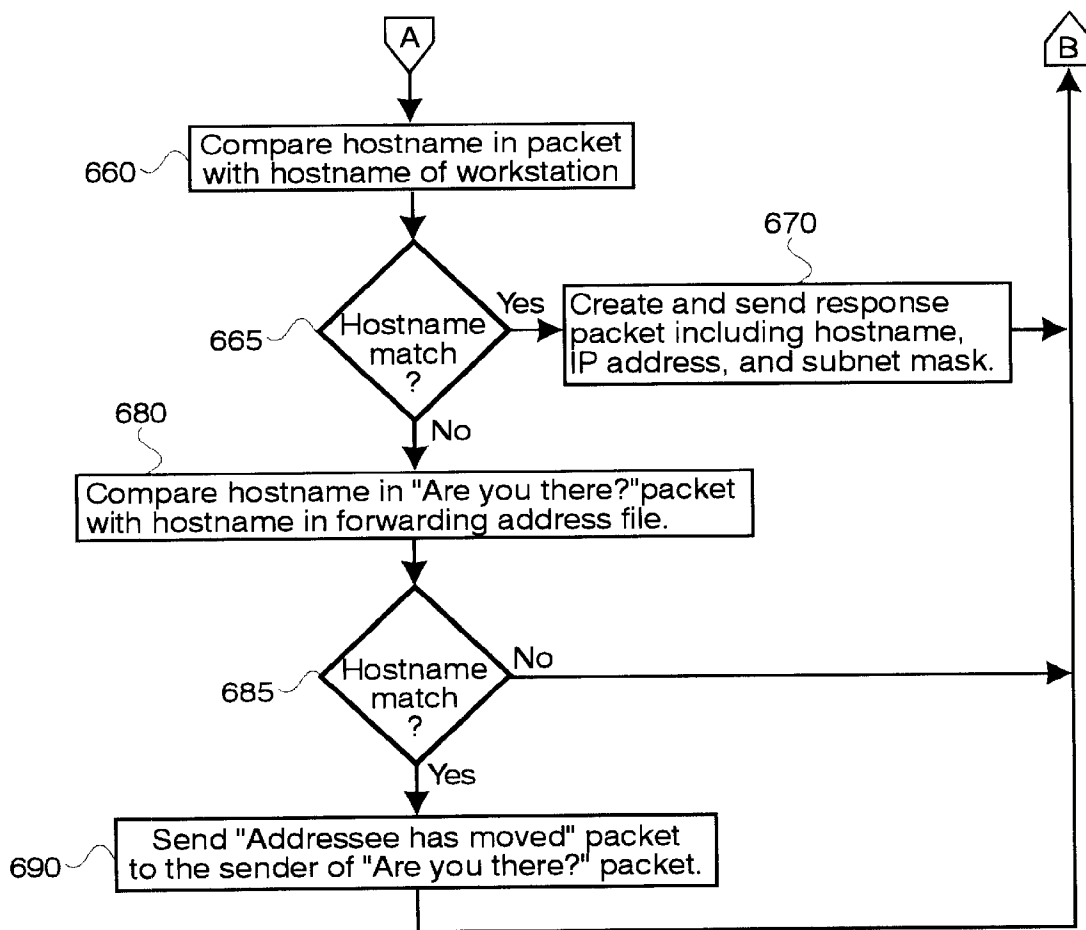 A
B
Compare hostname in packet
with hostname of workstation
660
670
Hostname
match
?
665
Yes
Create and send response
packet including hostname,
IP address, and subnet mask.
No
680
Compare hostname in "Are you there?"packet
with hostname in forwarding address file.
Hostname
match
?
685
No
Yes
Send "Addressee has moved" packet
to the sender of "Are you there?" packet.
690